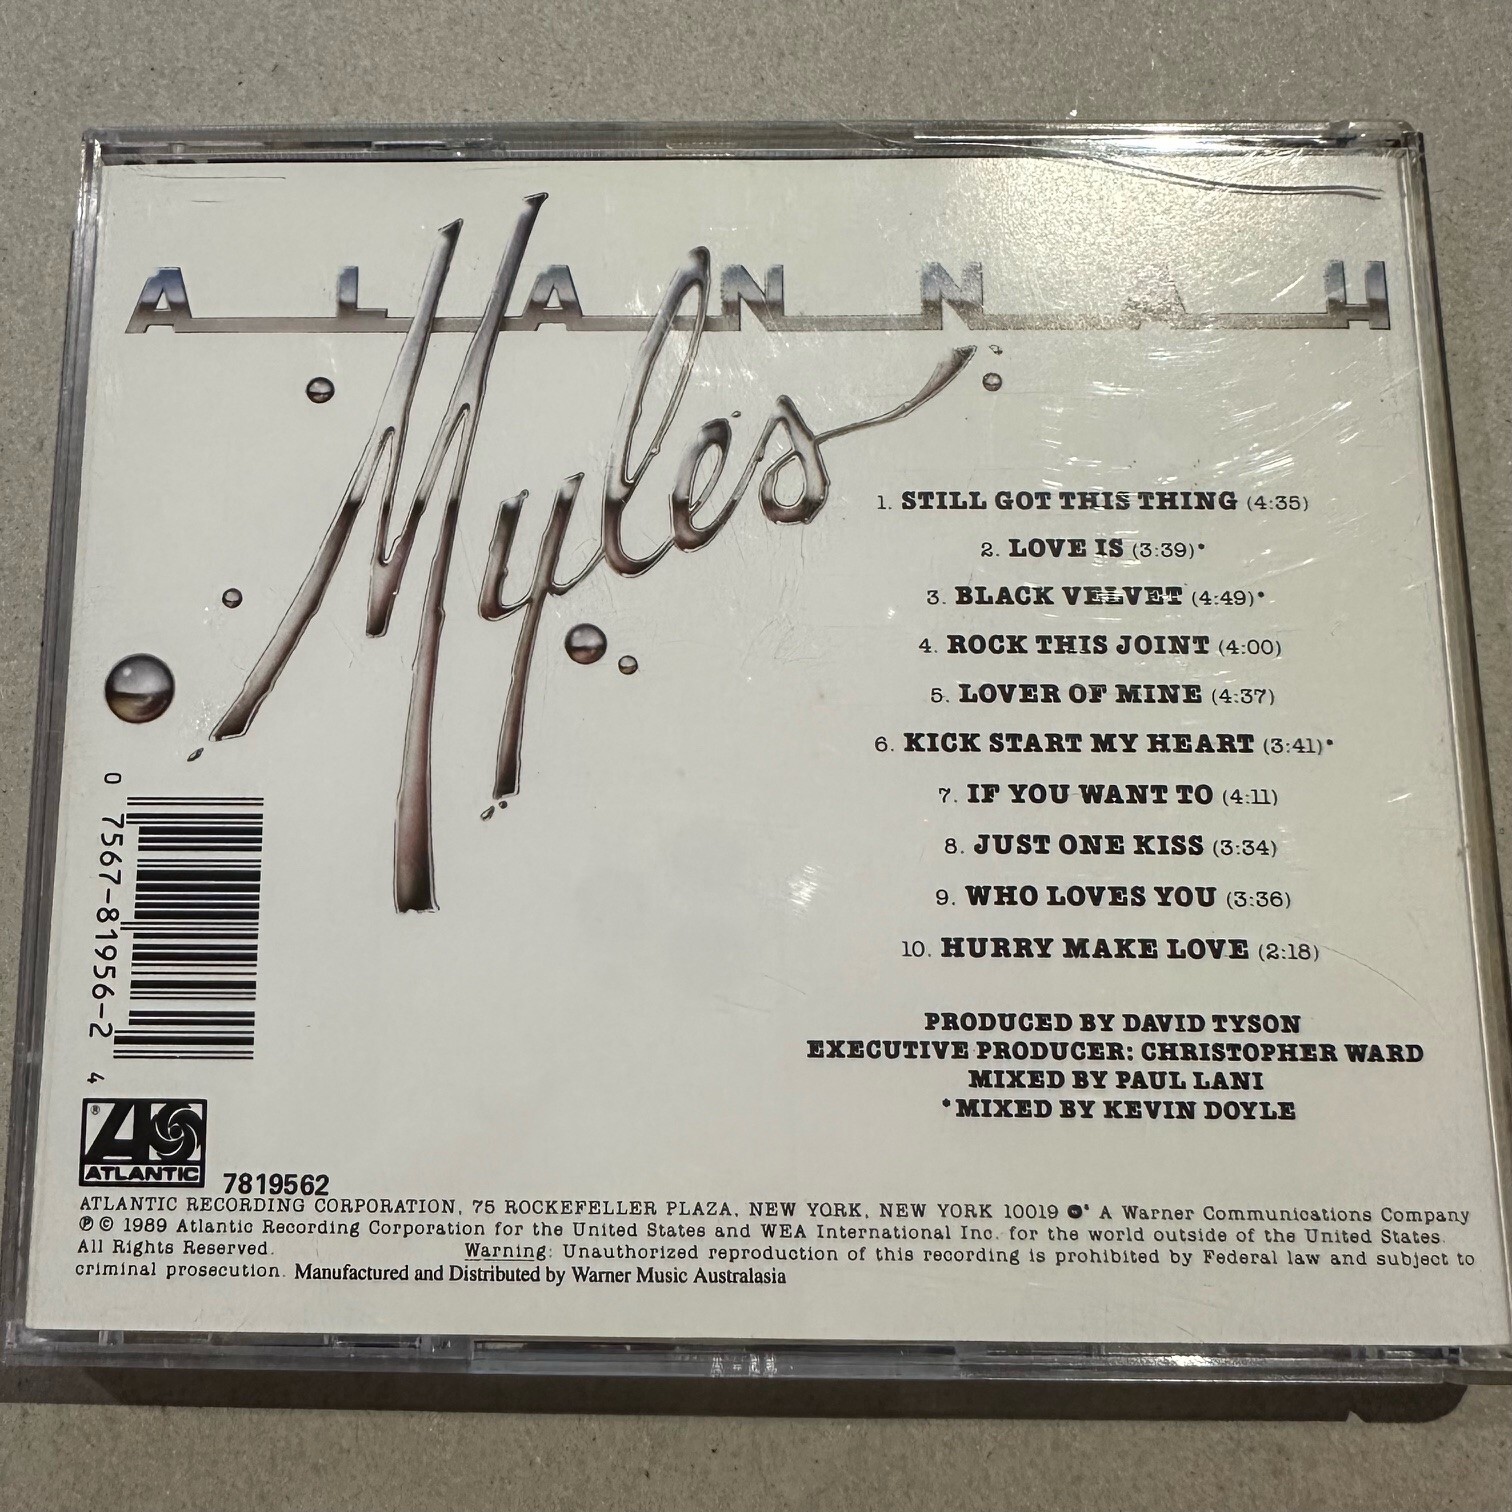 ALANNAH
Myles
1. STILL GOT THIS THING (4:35)
2. LOVE IS (3:39)•
3. BLACK VELVET (4:49)•
4. ROCK THIS JOINT (4:00)
5. LOVER OF MINE (4:37)
6. KICK START MY HEART (3:41)•
7. IF YOU WANT TO (4:11)
8. JUST ONE KISS (3:34)
9. WHO LOVES YOU (3:36)
10. HURRY MAKE LOVE (2:18)
PRODUCED BY DAVID TYSON
EXECUTIVE PRODUCER: CHRISTOPHER WARD
MIXED BY PAUL LANI
•MIXED BY KEVIN DOYLE
0 7567-81956-2 4
®
ATLANTIC
7819562
ATLANTIC RECORDING CORPORATION, 75 ROCKEFELLER PLAZA, NEW YORK, NEW YORK 10019 A Warner Communications Company
℗ © 1989 Atlantic Recording Corporation for the United States and WEA International Inc. for the world outside of the United States.
All Rights Reserved. Warning: Unauthorized reproduction of this recording is prohibited by Federal law and subject to
criminal prosecution. Manufactured and Distributed by Warner Music Australasia